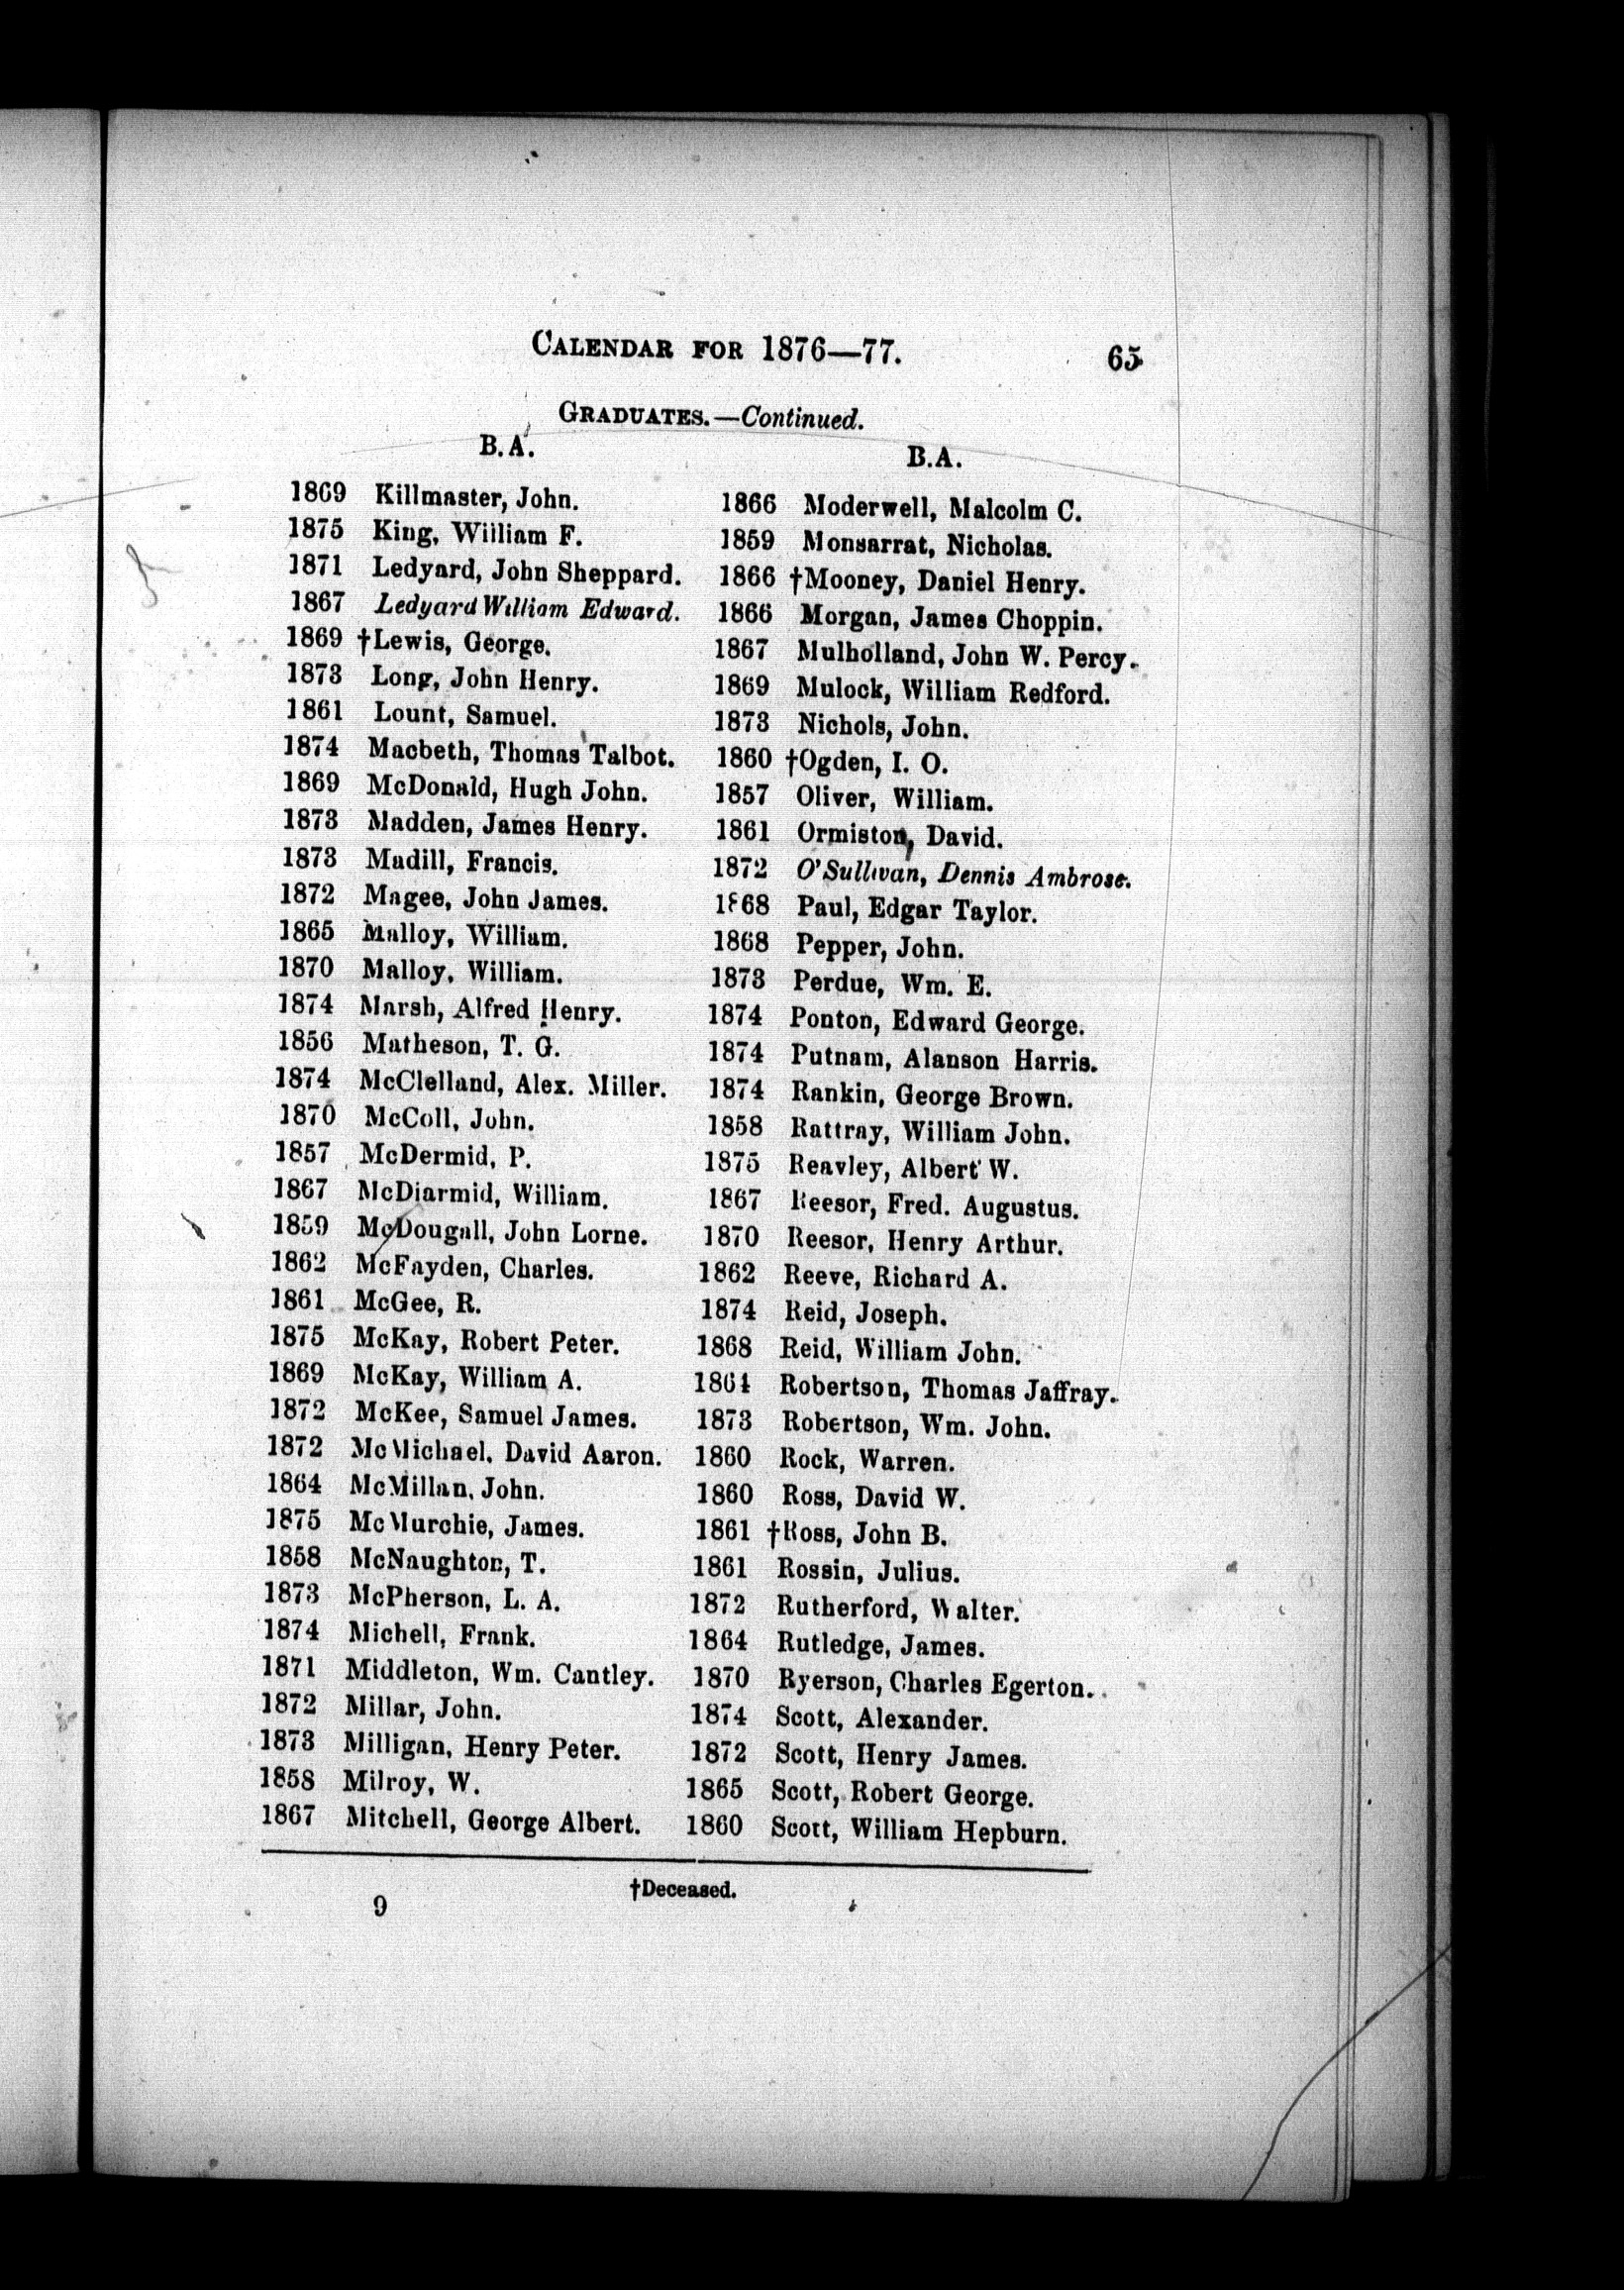 CALENDAR FOR 1876—77. 65
GRADUATES.—Continued.
B.A.
1869 Killmaster, John.
1875 King, William F.
1871 Ledyard, John Sheppard.
1867 Ledyard William Edward.
1869 †Lewis, George.
1873 Long, John Henry.
1861 Lount, Samuel.
1874 Macbeth, Thomas Talbot.
1869 McDonald, Hugh John.
1873 Madden, James Henry.
1873 Madill, Francis.
1872 Magee, John James.
1865 Malloy, William.
1870 Malloy, William.
1874 Marsh, Alfred Henry.
1856 Matheson, T. G.
1874 McClelland, Alex. Miller.
1870 McColl, John.
1857 McDermid, P.
1867 McDiarmid, William.
1859 McDougall, John Lorne.
1862 McFayden, Charles.
1861 McGee, R.
1875 McKay, Robert Peter.
1869 McKay, William A.
1872 McKee, Samuel James.
1872 McMichael, David Aaron.
1864 McMillan, John.
1875 McMurchie, James.
1858 McNaughton, T.
1873 McPherson, L. A.
1874 Michell, Frank.
1871 Middleton, Wm. Cantley.
1872 Millar, John.
1873 Milligan, Henry Peter.
1858 Milroy, W.
1867 Mitchell, George Albert.
B.A.
1866 Moderwell, Malcolm C.
1859 Monsarrat, Nicholas.
1866 †Mooney, Daniel Henry.
1866 Morgan, James Choppin.
1867 Mulholland, John W. Percy.
1869 Mulock, William Redford.
1873 Nichols, John.
1860 †Ogden, I. O.
1857 Oliver, William.
1861 Ormiston, David.
1872 O'Sullivan, Dennis Ambrose.
1868 Paul, Edgar Taylor.
1868 Pepper, John.
1873 Perdue, Wm. E.
1874 Ponton, Edward George.
1874 Putnam, Alanson Harris.
1874 Rankin, George Brown.
1858 Rattray, William John.
1875 Reavley, Albert W.
1867 Reesor, Fred. Augustus.
1870 Reesor, Henry Arthur.
1862 Reeve, Richard A.
1874 Reid, Joseph.
1868 Reid, William John.
1864 Robertson, Thomas Jaffray.
1873 Robertson, Wm. John.
1860 Rock, Warren.
1860 Ross, David W.
1861 †Ross, John B.
1861 Rossin, Julius.
1872 Rutherford, Walter.
1864 Rutledge, James.
1870 Ryerson, Charles Egerton.
1874 Scott, Alexander.
1872 Scott, Henry James.
1865 Scott, Robert George.
1860 Scott, William Hepburn.
†Deceased.
9